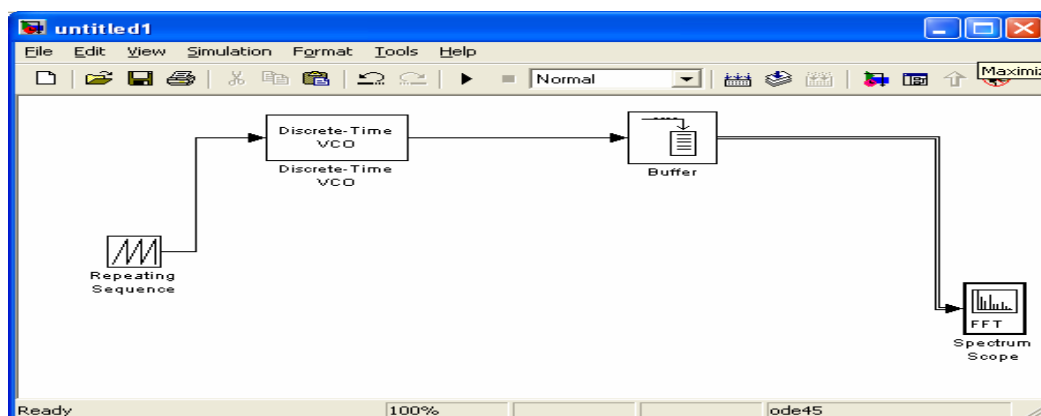 untitled1
File Edit View Simulation Format Tools Help
Normal
Maximiz
Discrete-Time
VCO
Discrete-Time
VCO
Buffer
Repeating
Sequence
FFT
Spectrum
Scope
Ready 100% ode45